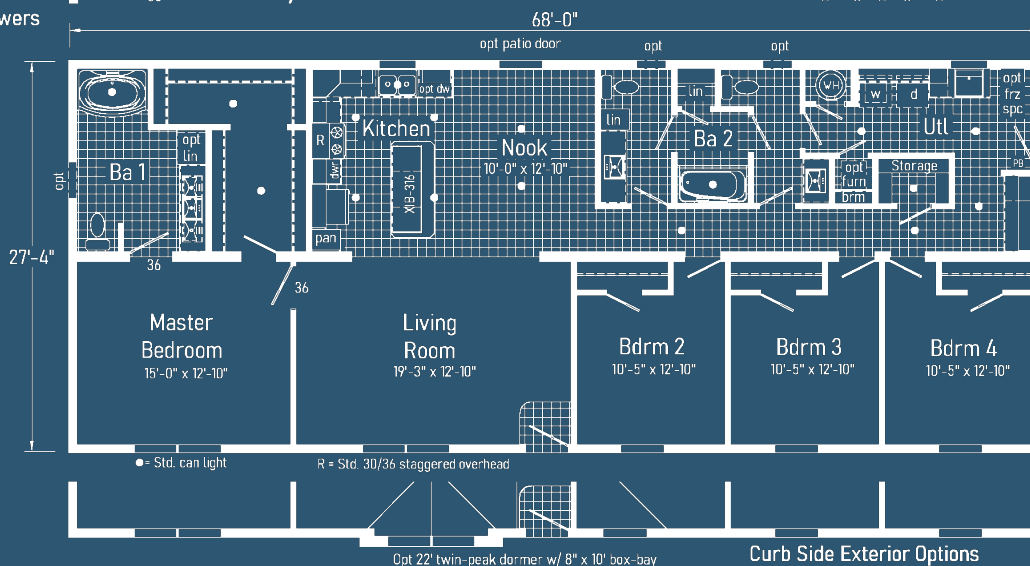 wers
68'-0"
opt patio door
opt
opt
opt dw
lin
WH
w
d
opt
frz
spc
Kitchen
R
lin
Ba 2
Utl
opt
lin
Nook
10'-0" x 12'-10"
PB
opt
Ba 1
dwr
XIB-316
opt
furn
brm
Storage
pan
27'-4"
36
36
Master
Bedroom
15'-0" x 12'-10"
Living
Room
19'-3" x 12'-10"
Bdrm 2
10'-5" x 12'-10"
Bdrm 3
10'-5" x 12'-10"
Bdrm 4
10'-5" x 12'-10"
= Std. can light
R = Std. 30/36 staggered overhead
Opt 22' twin-peak dormer w/ 8" x 10' box-bay
Curb Side Exterior Options